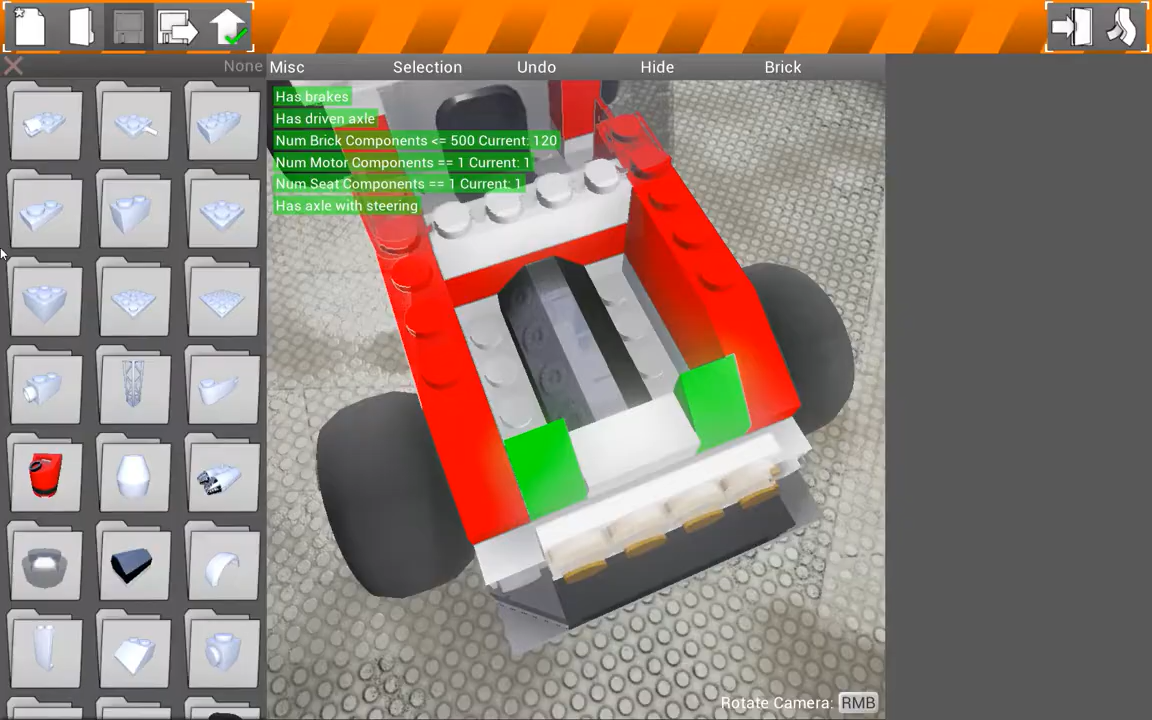 None
Misc
Selection
Undo
Hide
Brick
Has brakes
Has driven axle
Num Brick Components <= 500 Current: 120
Num Motor Components == 1 Current: 1
Num Seat Components == 1 Current: 1
Has axle with steering
Rotate Camera: RMB